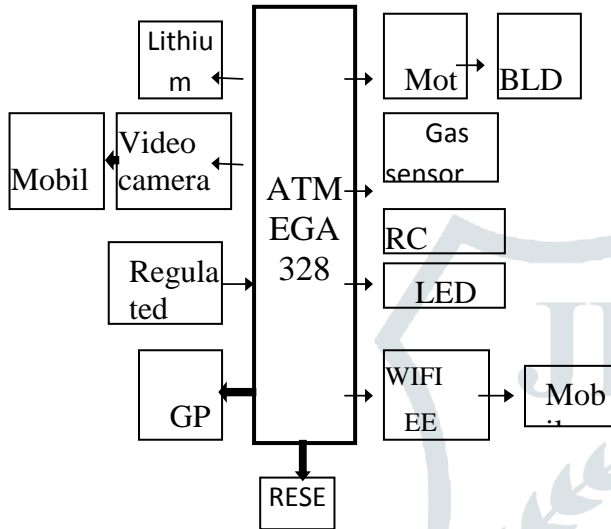 Lithiu
m
Mot
BLD
Video
camera
Mobil
Gas
sensor
ATM
EGA
328
RC
Regula
ted
LED
WIFI
EE
GP
Mob
RESE